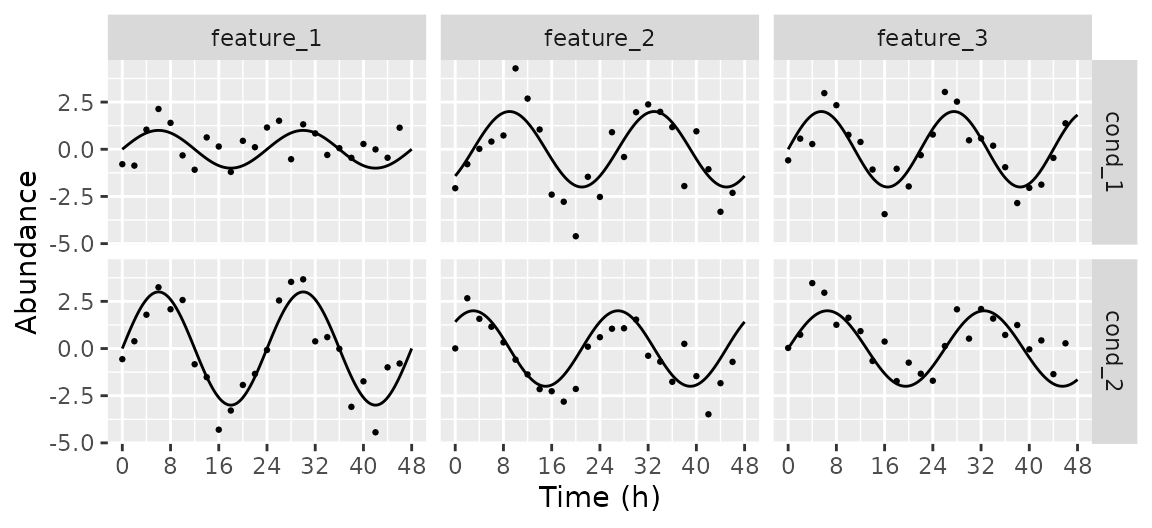 feature_1 feature_2 feature_3
2.5
0.0
-2.5
-5.0
cond_1
Abundance
2.5
0.0
-2.5
-5.0
cond_2
0 8 16 24 32 40 48 0 8 16 24 32 40 48 0 8 16 24 32 40 48
Time (h)